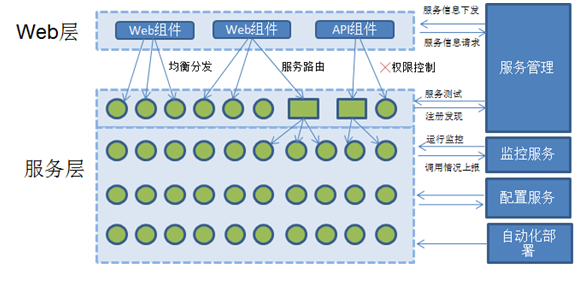 Web层
Web组件
Web组件
API组件
服务信息下发
服务信息请求
服务管理
均衡分发
服务路由
权限控制
服务测试
注册发现
服务层
运行监控
调用情况上报
监控服务
配置服务
自动化部
署